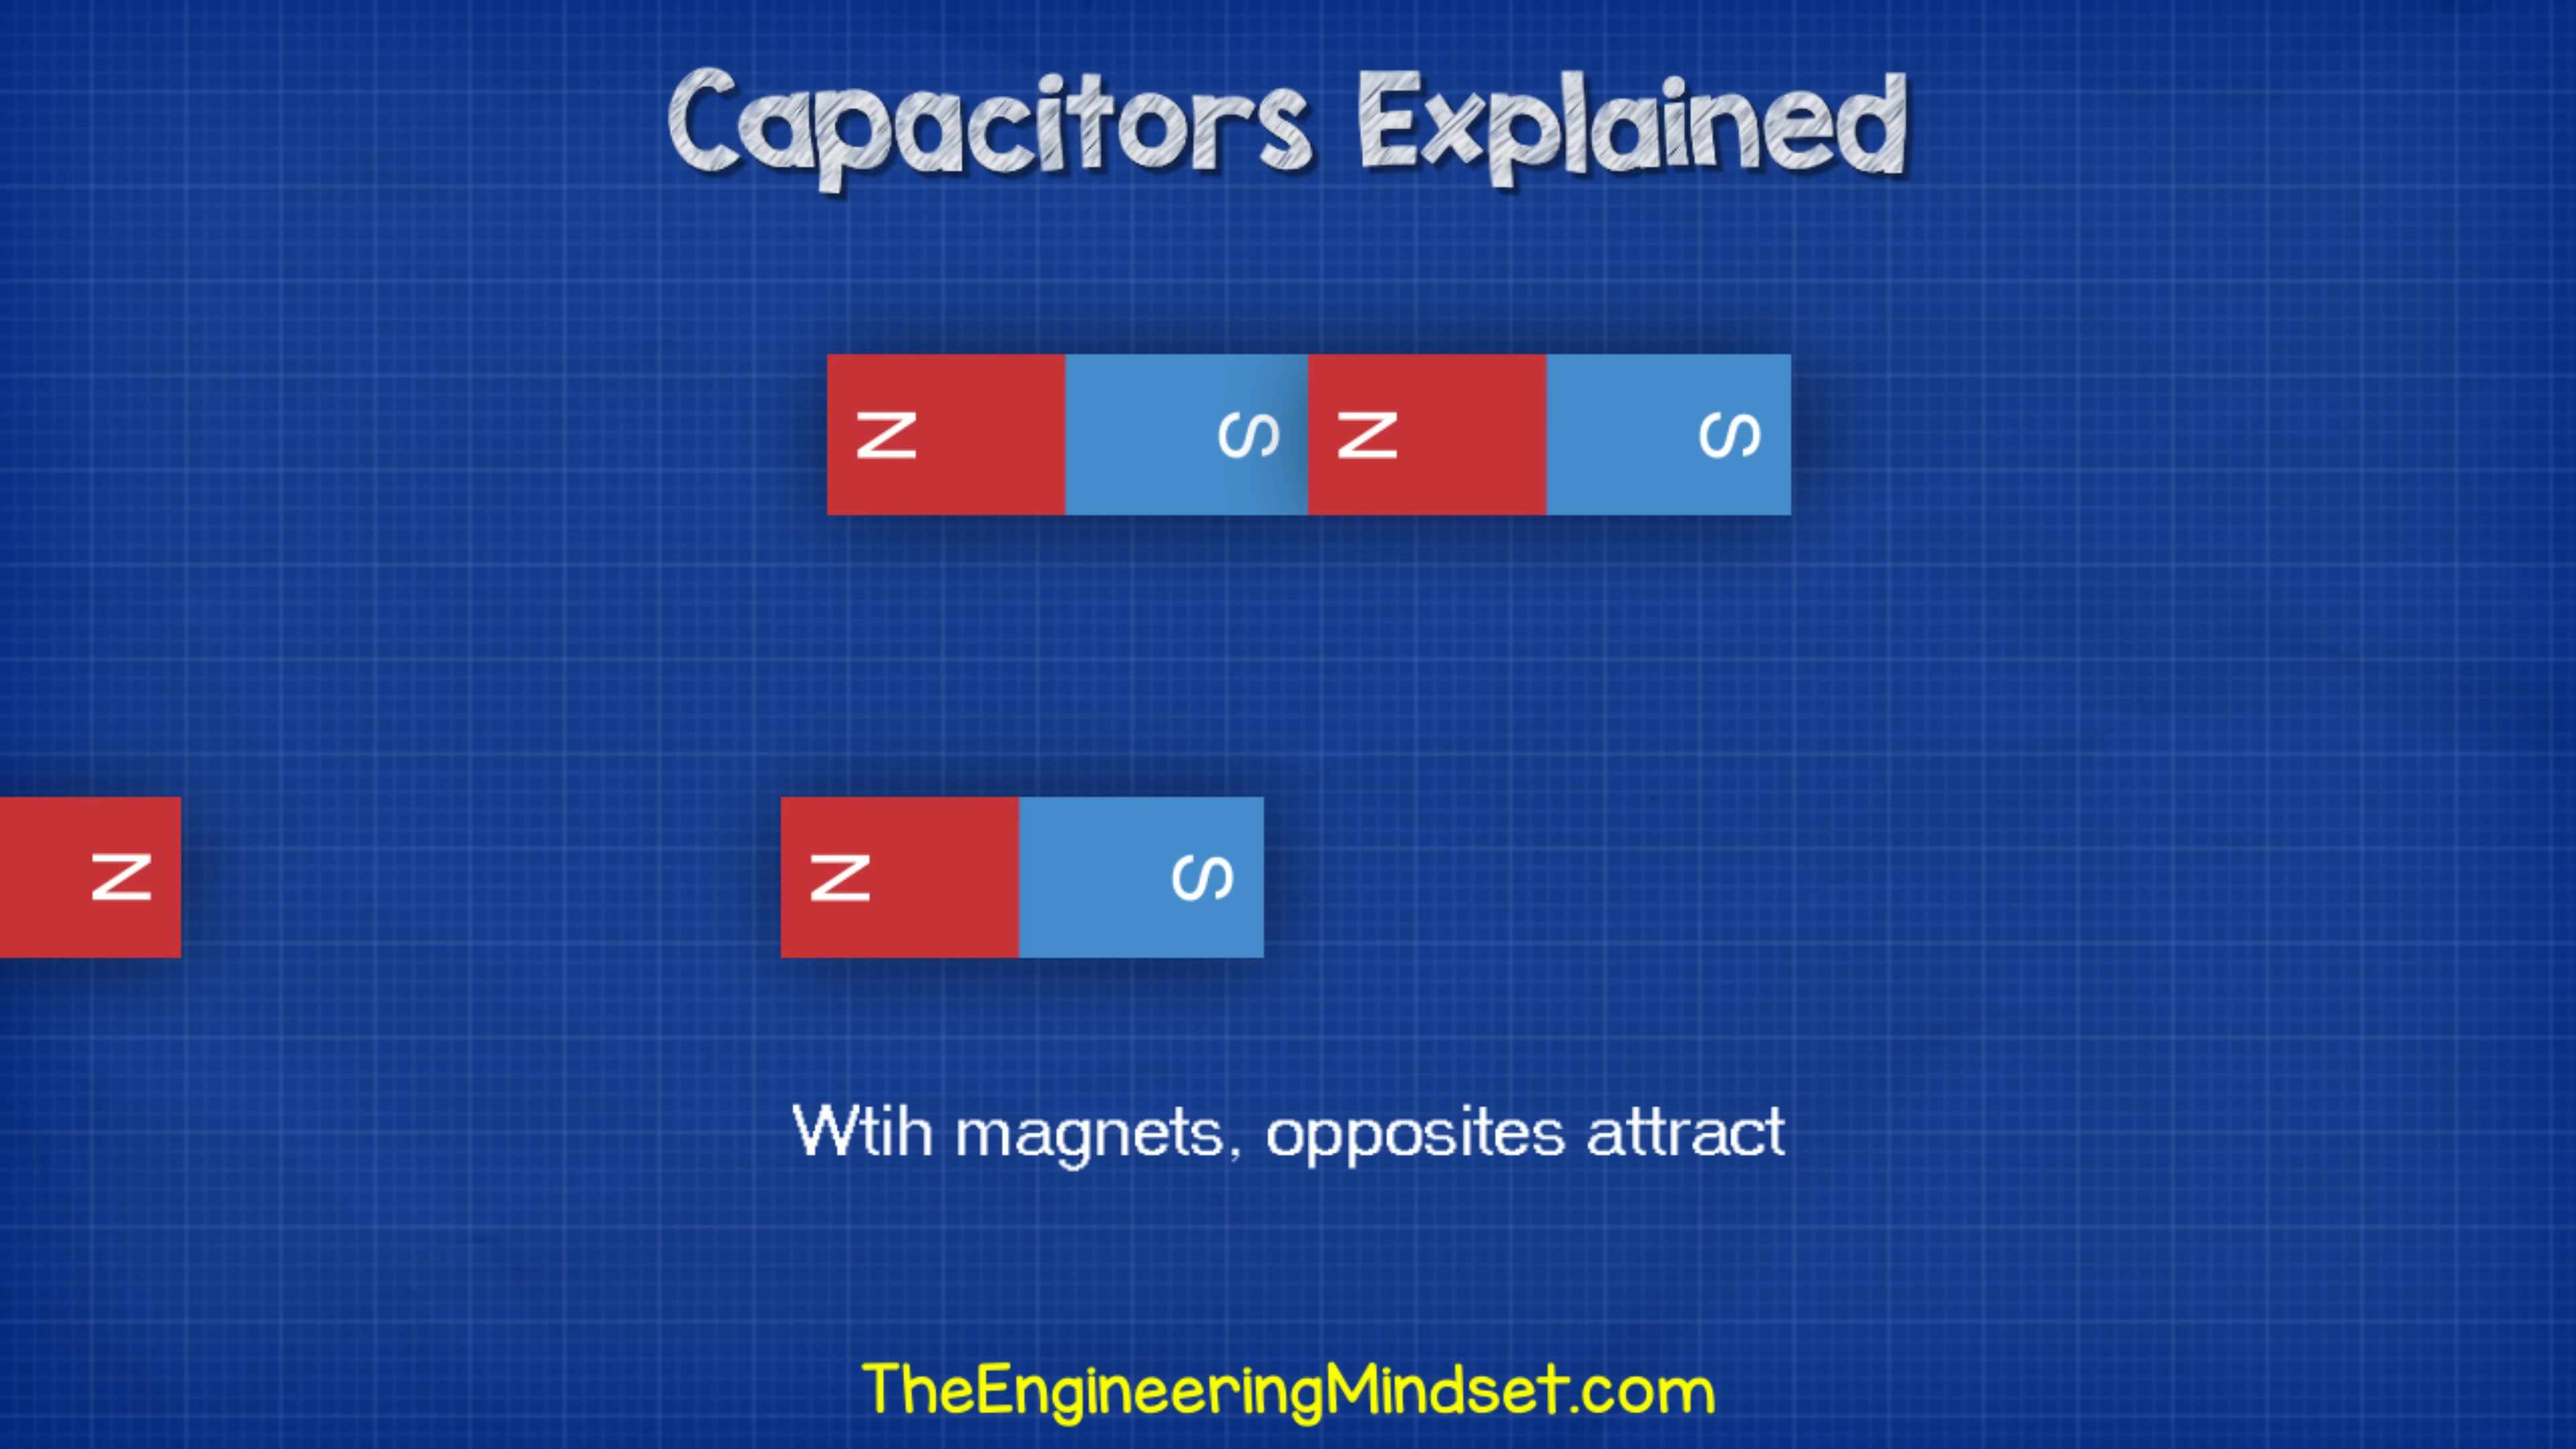 Capacitors Explained
N S N S
N N S
Wtih magnets, opposites attract
TheEngineeringMindset.com